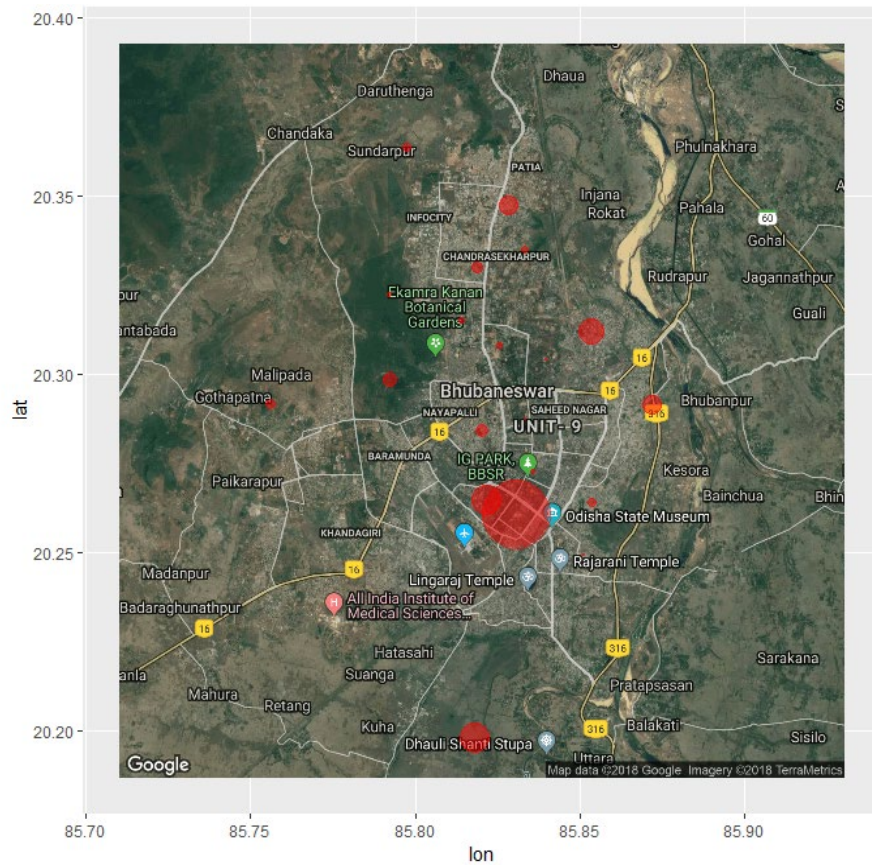 20.40
20.35
20.30
20.25
20.20
lat
Dhaua
Daruthenga
Chandaka
Sundarpur
PATIA
Phulnakhara
Injana
Rokat
Pahala
INFOCITY
60
Gohal
CHANDRASEKHARPUR
Rudrapur
Jagannathpur
Ekamra Kanan
Botanical
Gardens
Guali
antabada
16
Malipada
Gothapatna
Bhubaneswar
16
Bhubanpur
NAYAPALLI
SAHEED NAGAR
316
UNIT-9
16
BARAMUNDA
IG PARK,
BBSR
Kesora
Paikarapur
Bainchua
Bhin
Odisha State Museum
KHANDAGIRI
Rajarani Temple
Madanpur
16
Lingaraj Temple
Badaraghunathpur
All India Institute of
Medical Sciences...
H
16
316
Hatasahi
Sarakana
anla
Suanga
Pratapsasan
Mahura
Retang
Kuha
Balakati
316
Sisilo
Dhauli Shanti Stupa
Uttara
Google
Map data ©2018 Google Imagery ©2018 TerraMetrics
85.70
85.75
85.80
85.85
85.90
lon